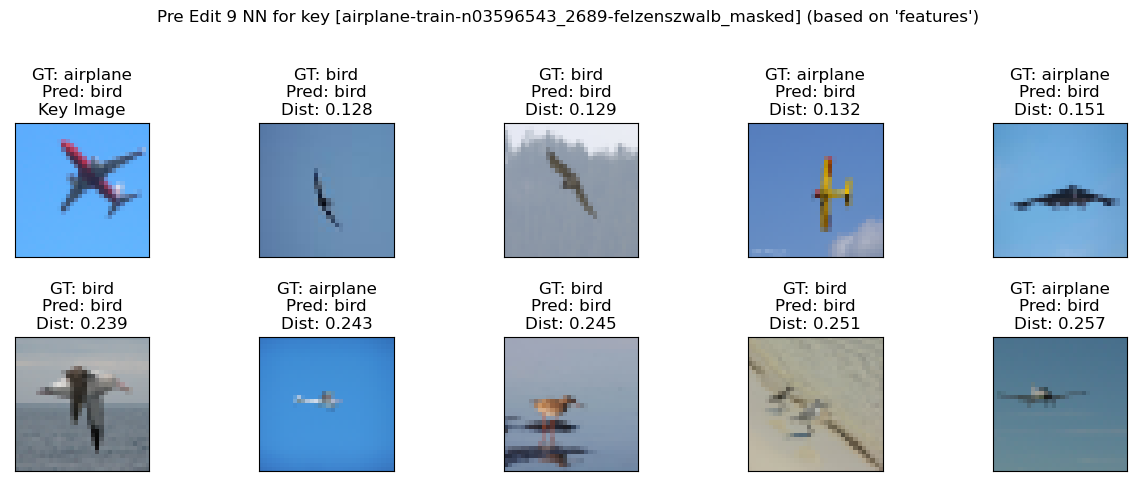 Pre Edit 9 NN for key [airplane-train-n03596543_2689-felzenszwalb_masked] (based on 'features')
GT: airplane
Pred: bird
Key Image
GT: bird
Pred: bird
Dist: 0.128
GT: bird
Pred: bird
Dist: 0.129
GT: airplane
Pred: bird
Dist: 0.132
GT: airplane
Pred: bird
Dist: 0.151
GT: bird
Pred: bird
Dist: 0.239
GT: airplane
Pred: bird
Dist: 0.243
GT: bird
Pred: bird
Dist: 0.245
GT: bird
Pred: bird
Dist: 0.251
GT: airplane
Pred: bird
Dist: 0.257